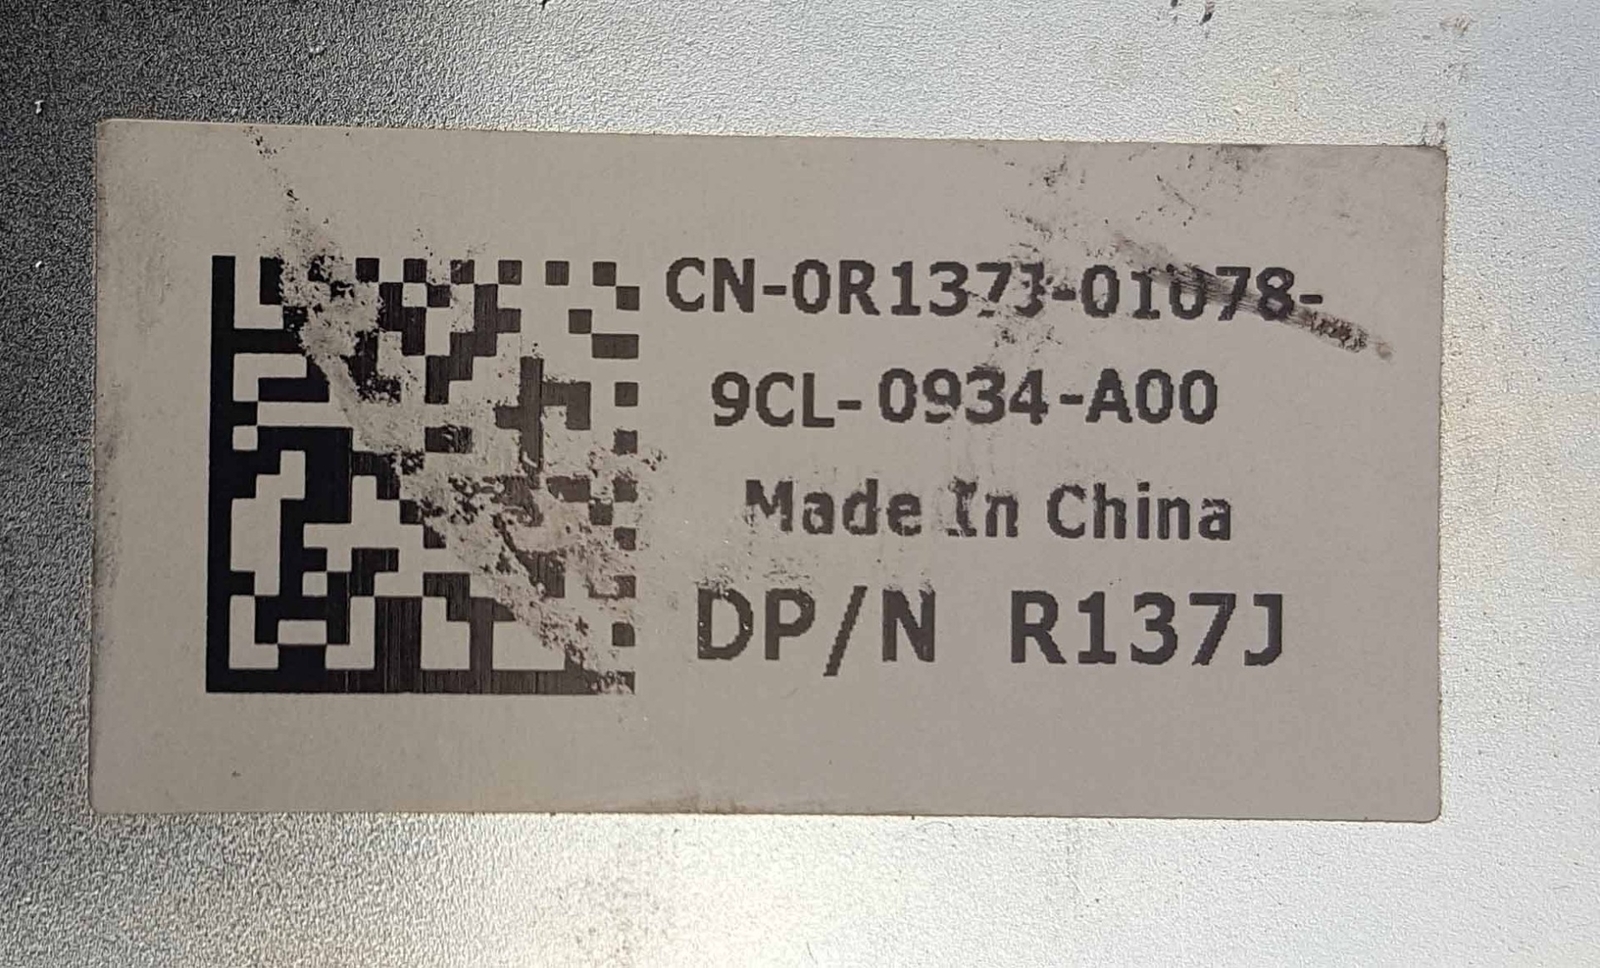 CN-0R137J-01078-
9CL-0934-A00
Made In China
DP/N R137J